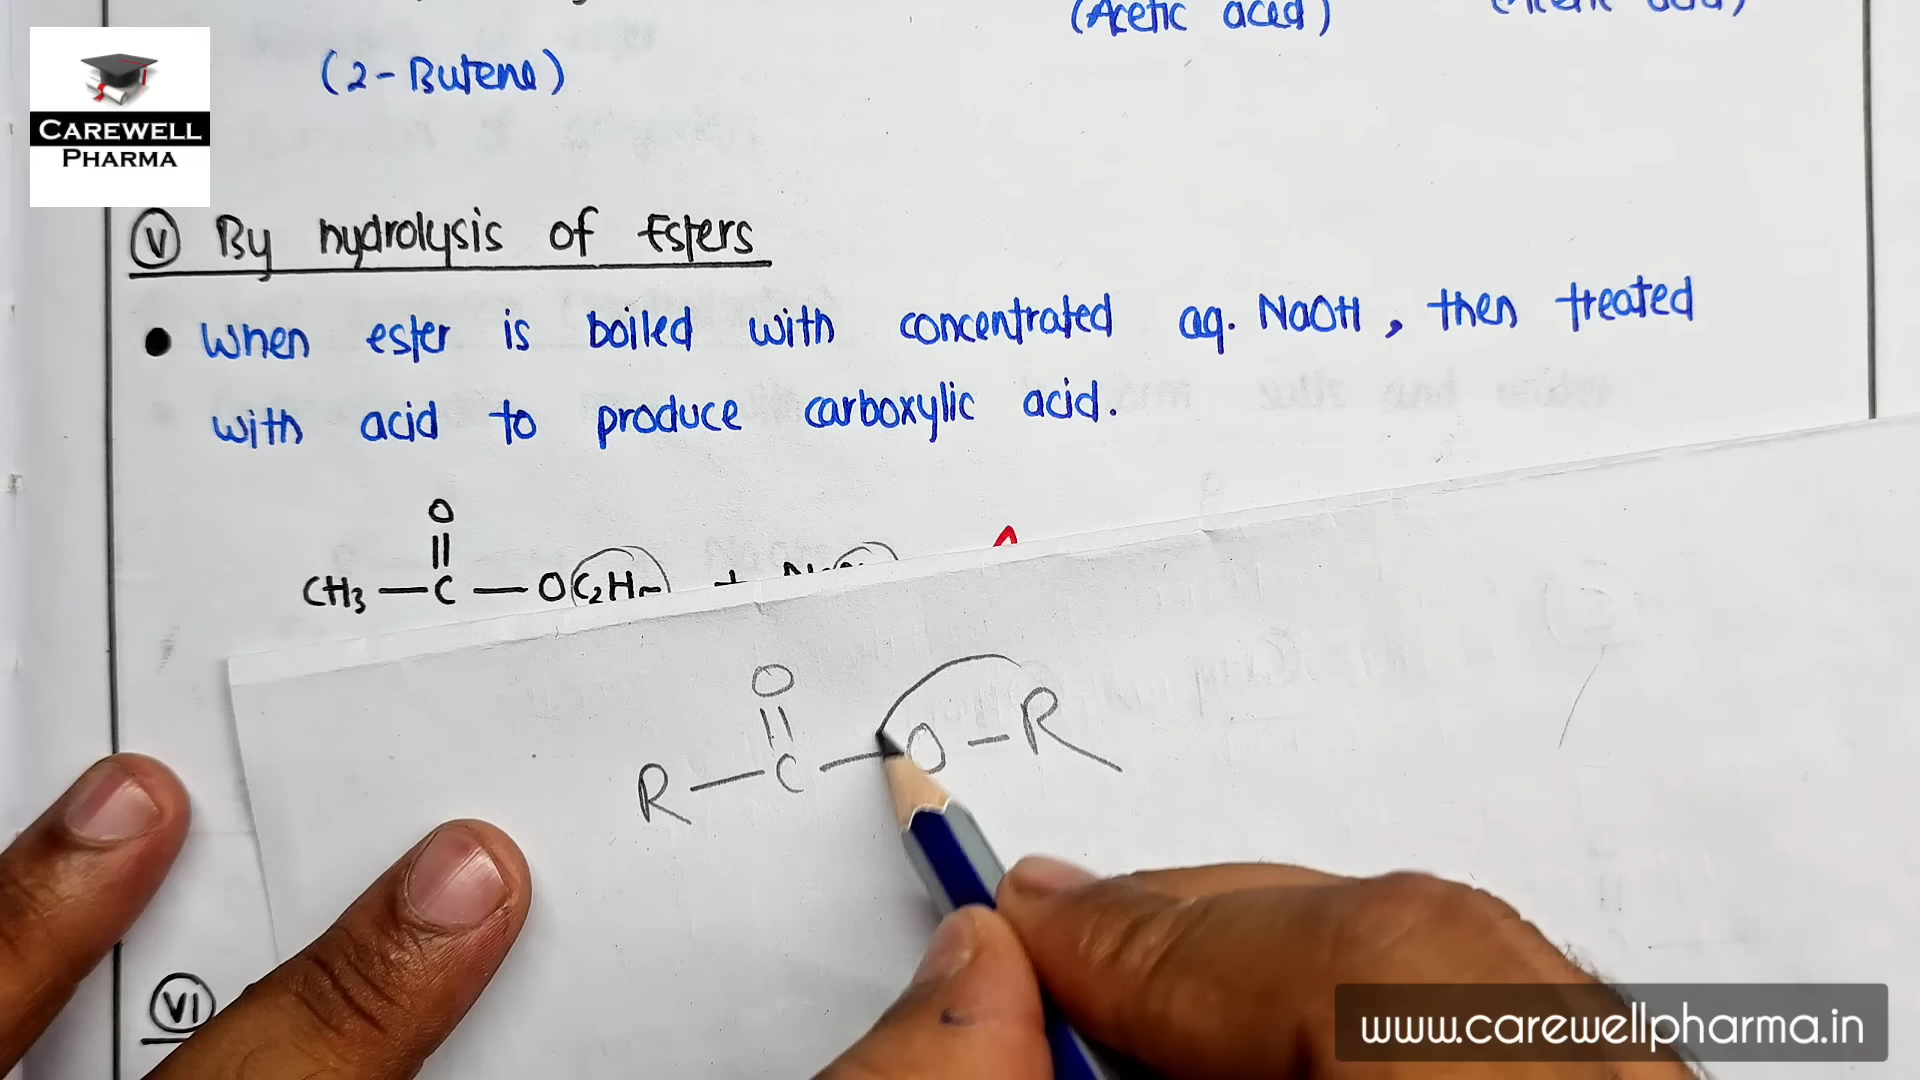 (Acetic acid)
(2-Butene)
CAREWELL
PHARMA
V By hydrolysis of Esters
• When ester is boiled with concentrated aq. NaOH, then treated
with acid to produce carboxylic acid.
O
||
CH3 — C — OC2H +
O
||
R — C — O — R
VI
www.carewellpharma.in